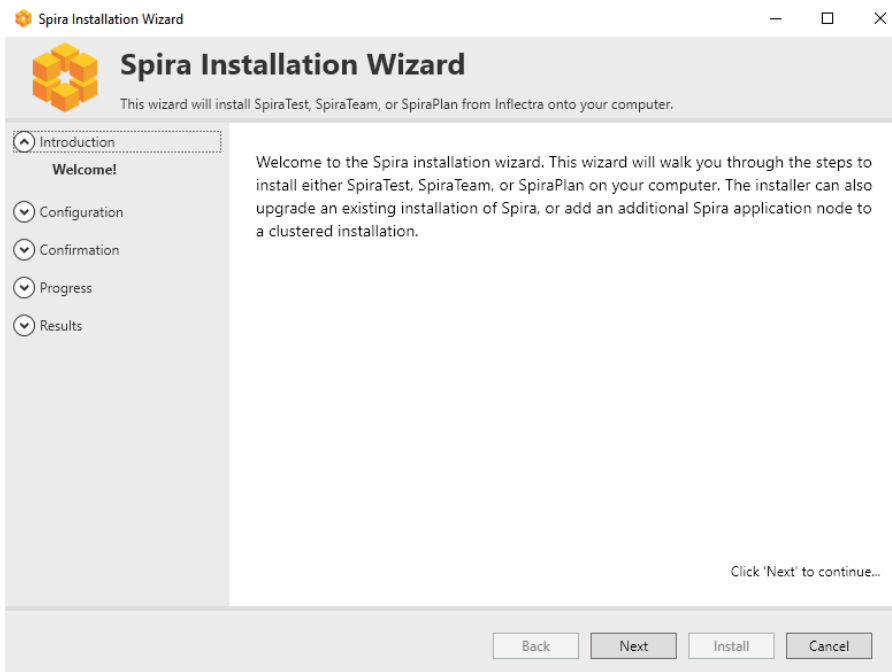 Spira Installation Wizard
Spira Installation Wizard
This wizard will install SpiraTest, SpiraTeam, or SpiraPlan from Inflectra onto your computer.
Introduction
Welcome!
Configuration
Confirmation
Progress
Results
Welcome to the Spira installation wizard. This wizard will walk you through the steps to
install either SpiraTest, SpiraTeam, or SpiraPlan on your computer. The installer can also
upgrade an existing installation of Spira, or add an additional Spira application node to
a clustered installation.
Click 'Next' to continue...
Back Next Install Cancel